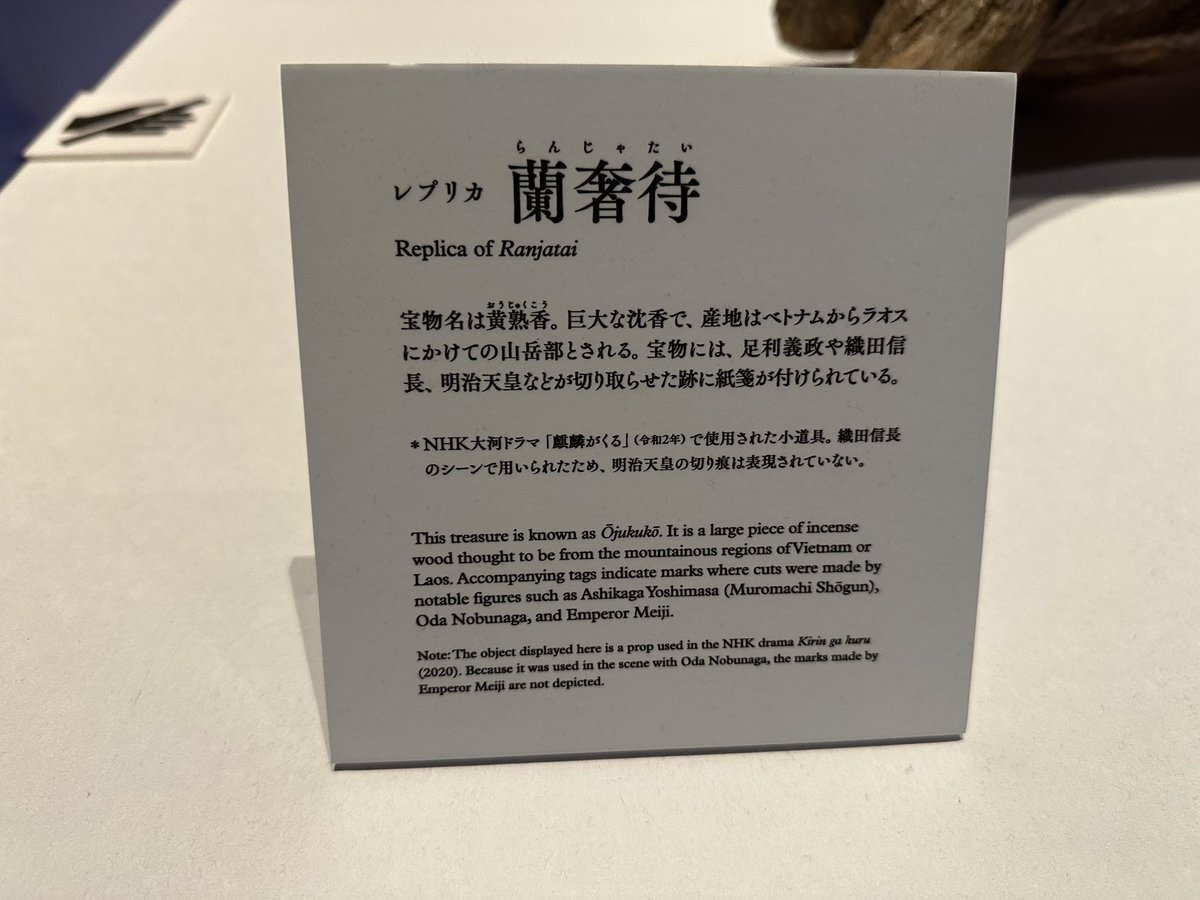 らんじゃたい
レプリカ 蘭奢待
Replica of Ranjatai
おうじゅくこう
宝物名は黄熟香。巨大な沈香で、産地はベトナムからラオス
にかけての山岳部とされる。宝物には、足利義政や織田信
長、明治天皇などが切り取らせた跡に紙箋が付けられている。
＊NHK大河ドラマ「麒麟がくる」（令和2年）で使用された小道具。織田信長
のシーンで用いられたため、明治天皇の切り痕は表現されていない。
This treasure is known as Ōjukukō. It is a large piece of incense
wood thought to be from the mountainous regions of Vietnam or
Laos. Accompanying tags indicate marks where cuts were made by
notable figures such as Ashikaga Yoshimasa (Muromachi Shōgun),
Oda Nobunaga, and Emperor Meiji.
Note: The object displayed here is a prop used in the NHK drama Kirin ga kuru
(2020). Because it was used in the scene with Oda Nobunaga, the marks made by
Emperor Meiji are not depicted.